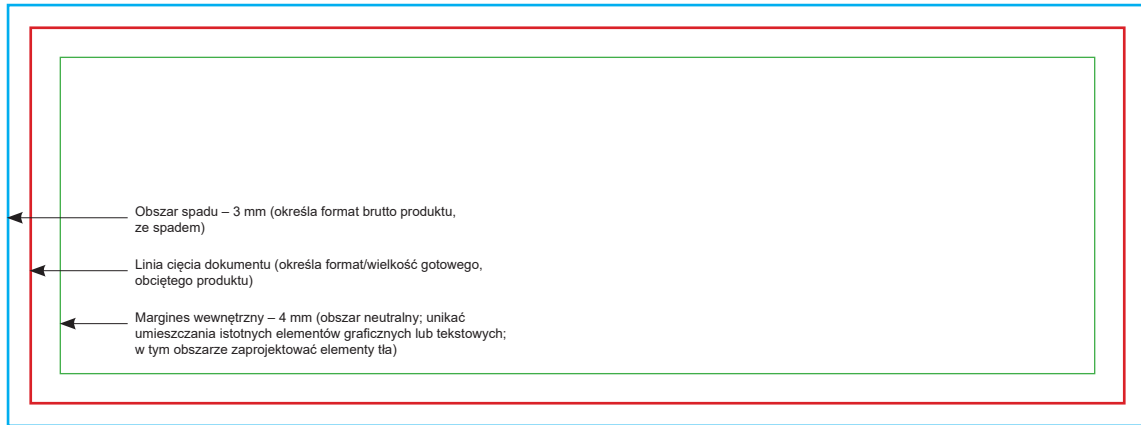 Obszar spadu – 3 mm (określa format brutto produktu,
ze spadem)
Linia cięcia dokumentu (określa format/wielkość gotowego,
obciętego produktu)
Margines wewnętrzny – 4 mm (obszar neutralny; unikać
umieszczania istotnych elementów graficznych lub tekstowych;
w tym obszarze zaprojektować elementy tła)